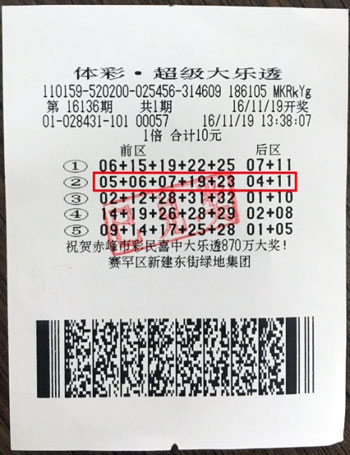 体彩·超级大乐透
110159-520200-025456-314609 186105 MKRkYg
第 16136期 共1期 16/11/19开奖
01-028431-101 00057 16/11/19 13:38:07
1倍 合计10元
前区 后区
① 06+15+19+22+25 07+11
② 05+06+07+19+23 04+11
③ 02+12+28+31+32 01+10
④ 14+19+26+28+29 02+08
⑤ 09+14+17+25+28 01+05
祝贺赤峰市彩民喜中大乐透870万大奖!
赛罕区新建东街绿地集团